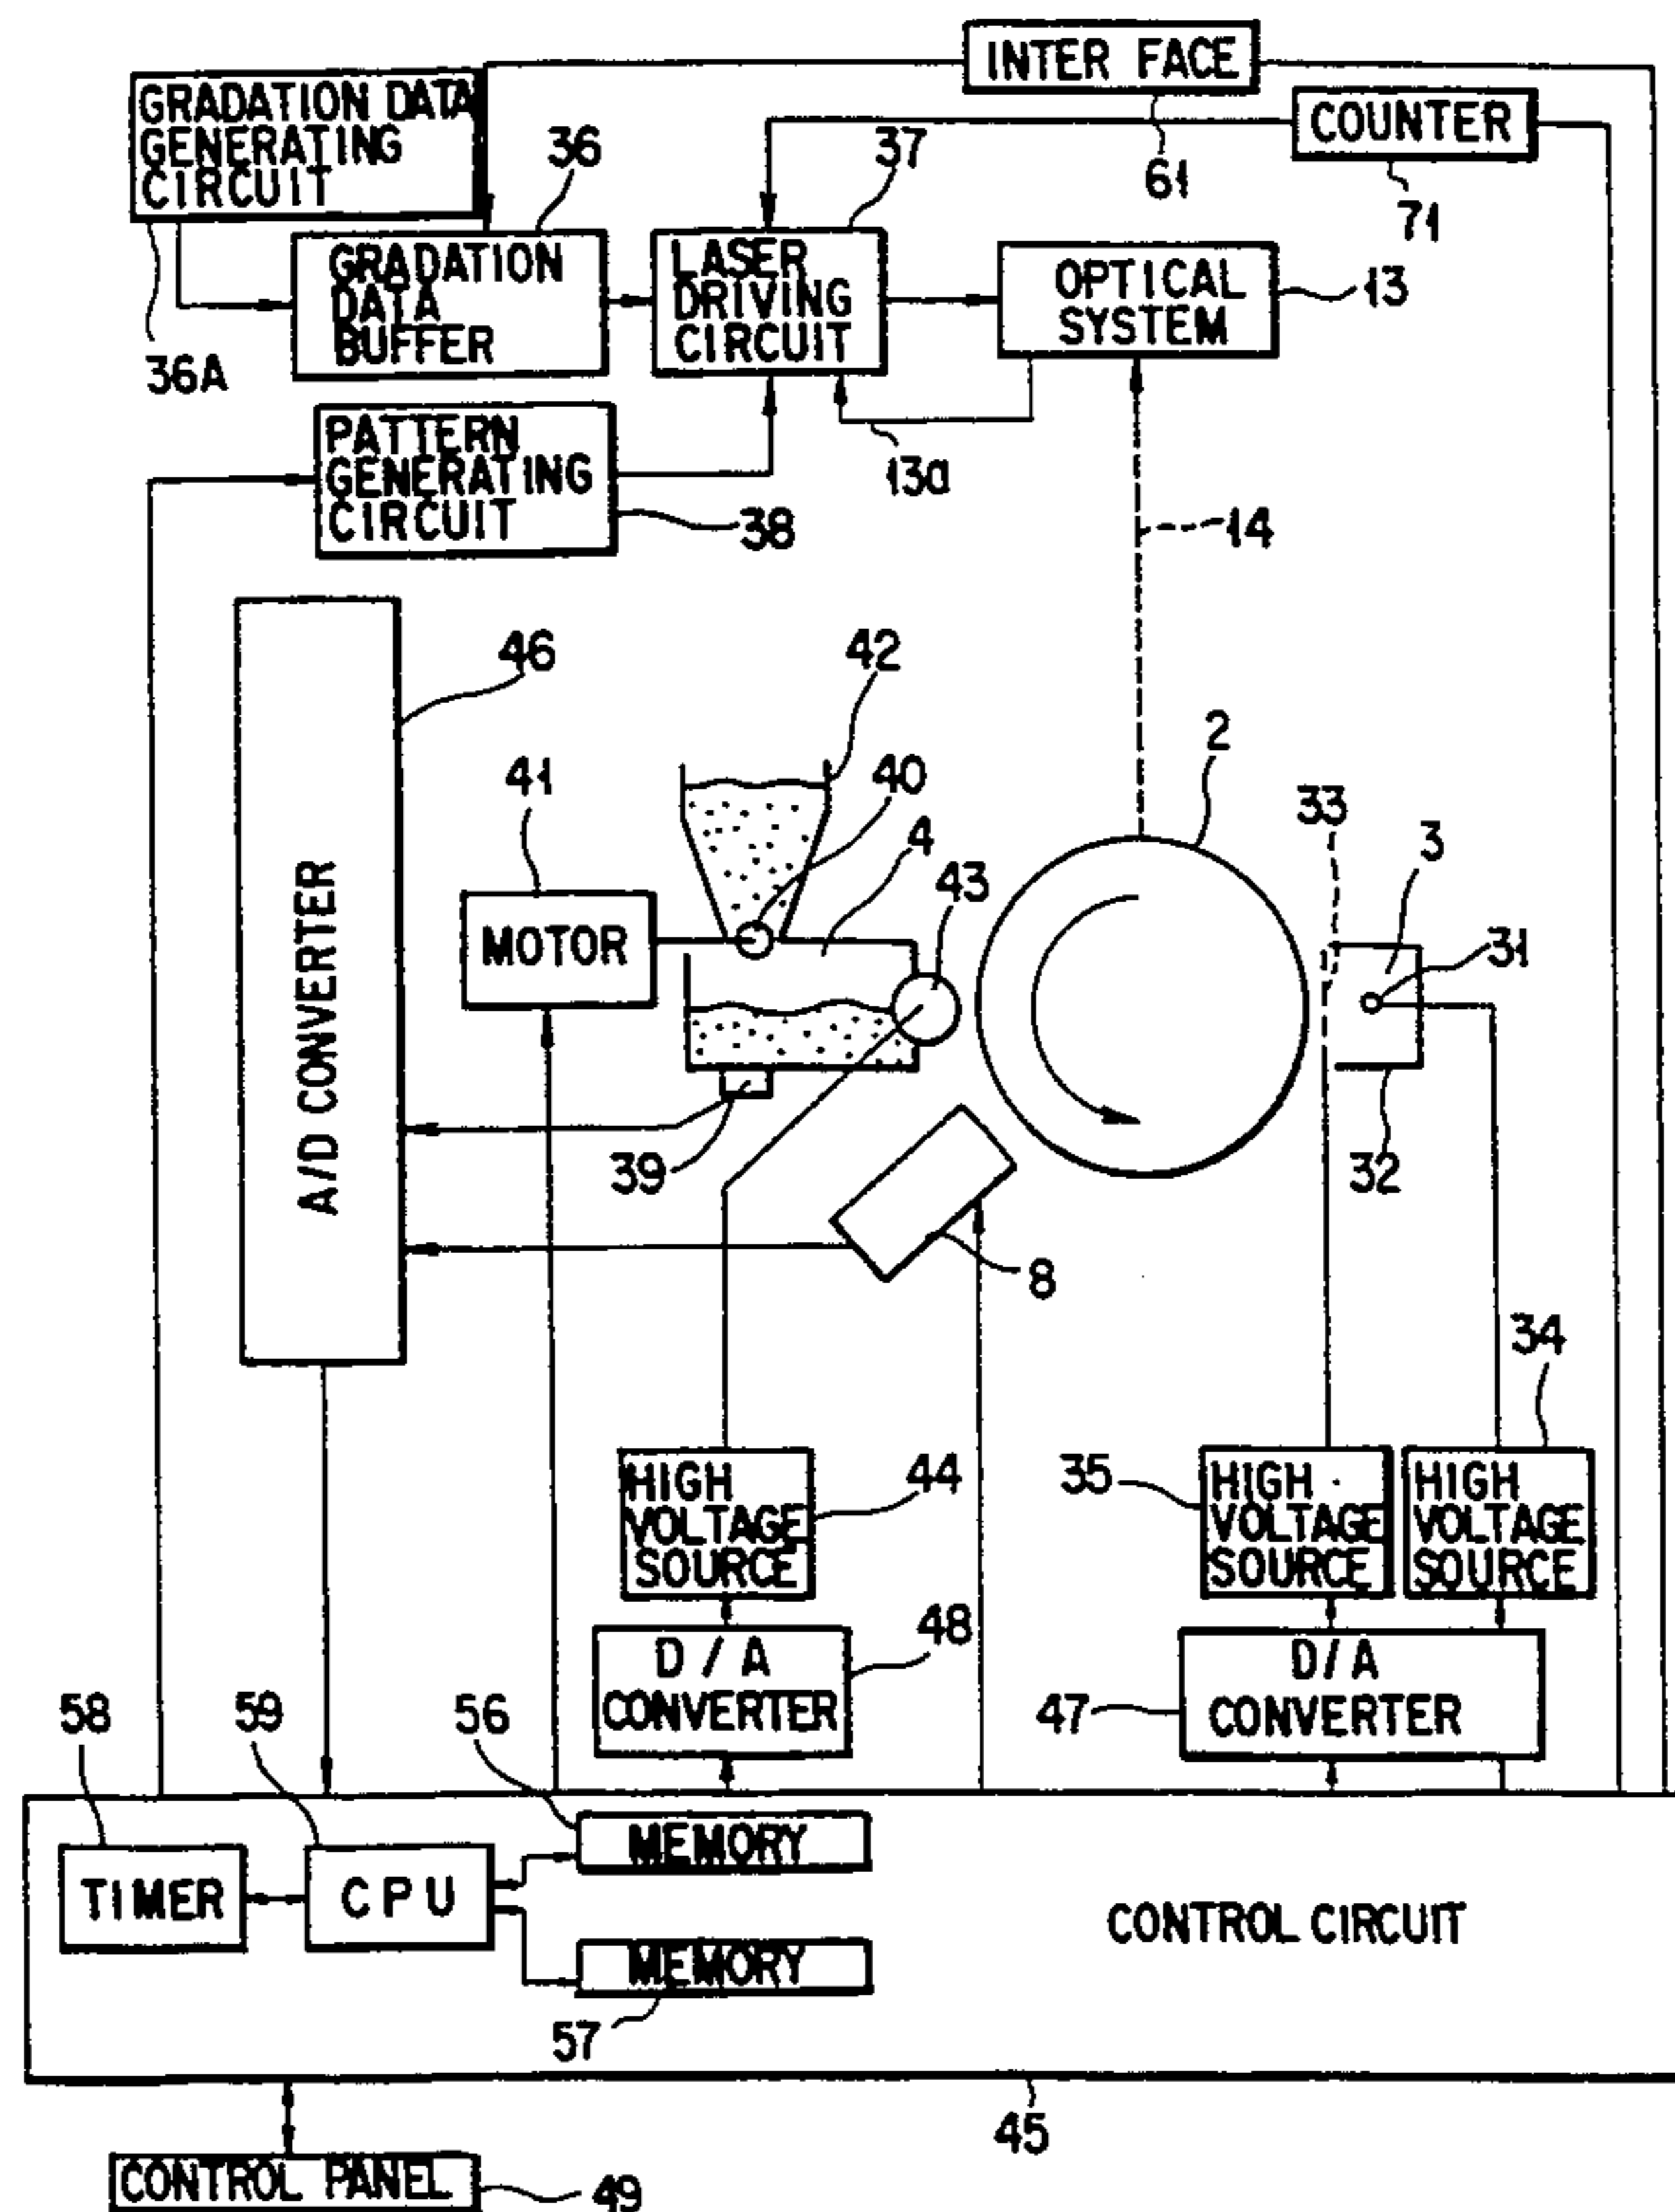 INTER FACE
GRADATION DATA
GENERATING
CIRCUIT
COUNTER
36
37
61
71
GRADATION
DATA
BUFFER
LASER
DRIVING
CIRCUIT
OPTICAL
SYSTEM
13
36A
PATTERN
GENERATING
CIRCUIT
13a
38
14
46
42
2
41
40
33
4
3
43
MOTOR
31
A/D CONVERTER
39
32
8
34
HIGH
VOLTAGE
SOURCE
44
35
HIGH
VOLTAGE
SOURCE
HIGH
VOLTAGE
SOURCE
D/A
CONVERTER
48
D/A
CONVERTER
47
58
59
56
MEMORY
TIMER
CPU
CONTROL CIRCUIT
MEMORY
57
45
CONTROL PANEL
49